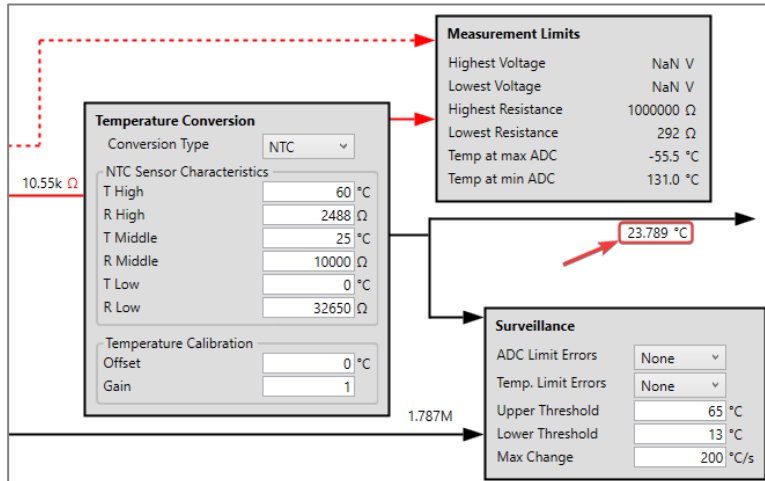 Measurement Limits
Highest Voltage NaN V
Lowest Voltage NaN V
Highest Resistance 1000000 Ω
Lowest Resistance 292 Ω
Temp at max ADC -55.5 °C
Temp at min ADC 131.0 °C
Temperature Conversion
Conversion Type NTC
10.55k Ω
NTC Sensor Characteristics
T High 60 °C
R High 2488 Ω
T Middle 25 °C
R Middle 10000 Ω
T Low 0 °C
R Low 32650 Ω
Temperature Calibration
Offset 0 °C
Gain 1
23.789 °C
1.787M
Surveillance
ADC Limit Errors None
Temp. Limit Errors None
Upper Threshold 65 °C
Lower Threshold 13 °C
Max Change 200 °C/s